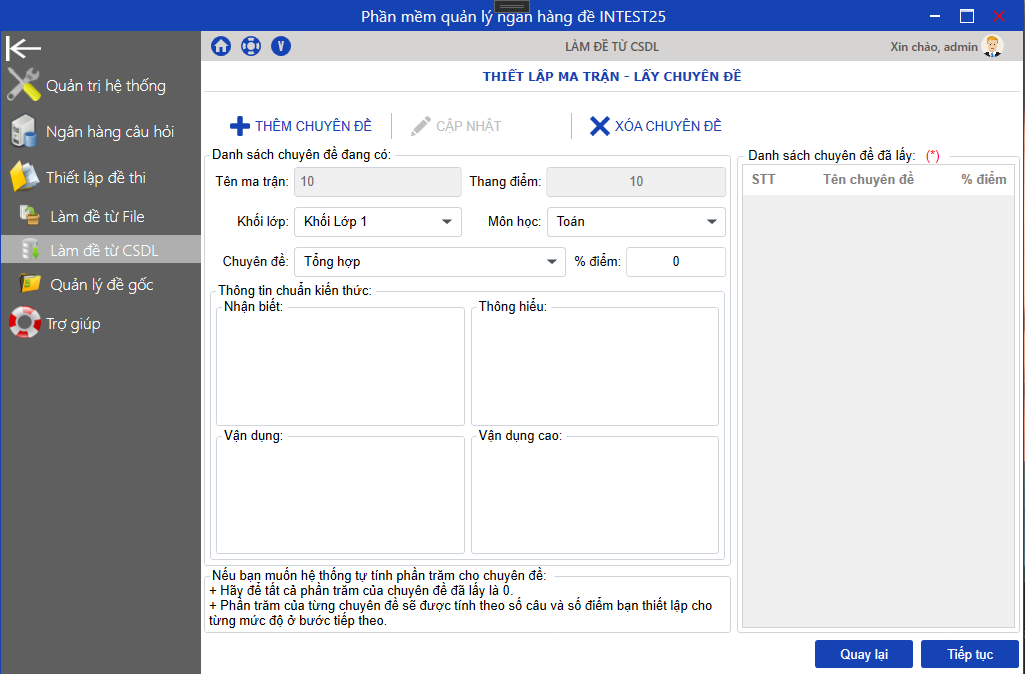 Phần mềm quản lý ngân hàng đề INTEST25
LÀM ĐỀ TỪ CSDL
Xin chào, admin
Quản trị hệ thống
Ngân hàng câu hỏi
Thiết lập đề thi
Làm đề từ File
Làm đề từ CSDL
Quản lý đề gốc
Trợ giúp
V
THIẾT LẬP MA TRẬN - LẤY CHUYÊN ĐỀ
THÊM CHUYÊN ĐỀ
CẬP NHẬT
XÓA CHUYÊN ĐỀ
Danh sách chuyên đề đang có:
Tên ma trận: 10
Thang điểm: 10
Khối lớp: Khối Lớp 1
Môn học: Toán
Chuyên đề: Tổng hợp
% điểm: 0
Thông tin chuẩn kiến thức:
Nhận biết:
Thông hiểu:
Vận dụng:
Vận dụng cao:
Nếu bạn muốn hệ thống tự tính phần trăm cho chuyên đề:
+ Hãy để tất cả phần trăm của chuyên đề đã lấy là 0.
+ Phần trăm của từng chuyên đề sẽ được tính theo số câu và số điểm bạn thiết lập cho
từng mức độ ở bước tiếp theo.
Danh sách chuyên đề đã lấy: (*)
STT Tên chuyên đề % điểm
Quay lại
Tiếp tục